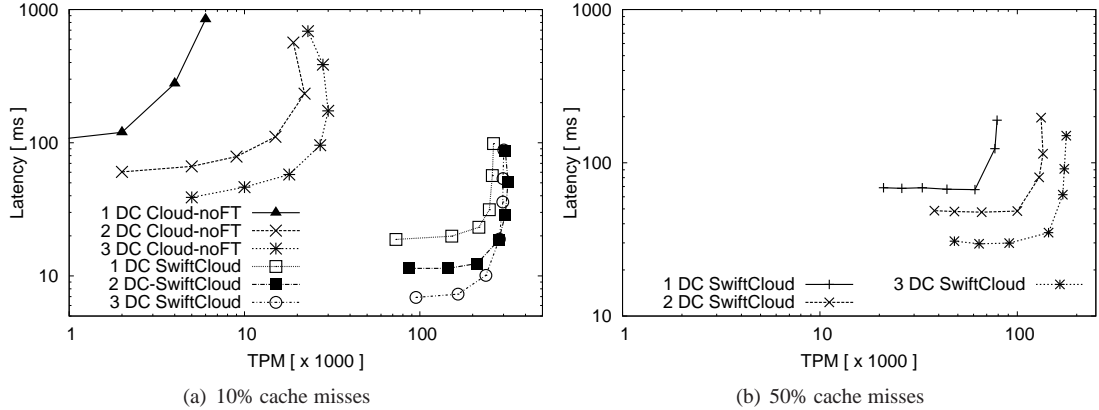 1000
100
10
Latency [ ms ]
1 DC Cloud-noFT
2 DC Cloud-noFT
3 DC Cloud-noFT
1 DC SwiftCloud
2 DC-SwiftCloud
3 DC SwiftCloud
1 10 100
TPM [ x 1000 ]
(a) 10% cache misses
1000
100
10
Latency [ ms ]
1 DC SwiftCloud
2 DC SwiftCloud
3 DC SwiftCloud
1 10 100
TPM [ x 1000 ]
(b) 50% cache misses